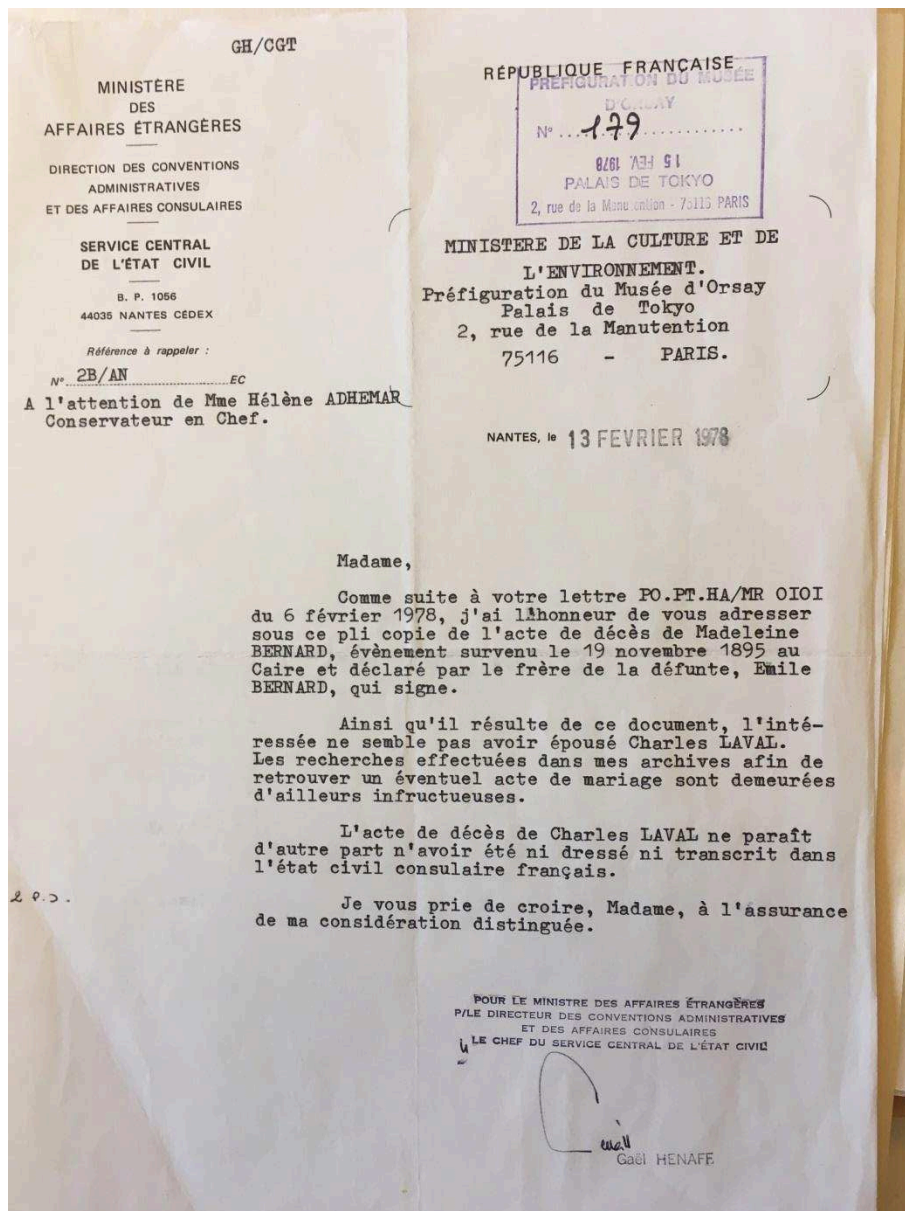 GH/CGT
MINISTÈRE
DES
AFFAIRES ÉTRANGÈRES
DIRECTION DES CONVENTIONS
ADMINISTRATIVES
ET DES AFFAIRES CONSULAIRES
SERVICE CENTRAL
DE L'ÉTAT CIVIL
B. P. 1056
44035 NANTES CÉDEX
Référence à rappeler :
N° 2B/AN EC
A l'attention de Mme Hélène ADHEMAR
Conservateur en Chef.
RÉPUBLIQUE FRANÇAISE
PRÉFIGURATION DU MUSÉE
D'ORSAY
N° 179
15 FEV. 1978
PALAIS DE TOKYO
2, rue de la Manutention - 75116 PARIS
MINISTERE DE LA CULTURE ET DE
L'ENVIRONNEMENT.
Préfiguration du Musée d'Orsay
Palais de Tokyo
2, rue de la Manutention
75116 - PARIS.
NANTES, le 13 FEVRIER 1978
Madame,
Comme suite à votre lettre PO.PT.HA/MR OIOI
du 6 février 1978, j'ai l'honneur de vous adresser
sous ce pli copie de l'acte de décès de Madeleine
BERNARD, évènement survenu le 19 novembre 1895 au
Caire et déclaré par le frère de la défunte, Emile
BERNARD, qui signe.
Ainsi qu'il résulte de ce document, l'inté-
ressée ne semble pas avoir épousé Charles LAVAL.
Les recherches effectuées dans mes archives afin de
retrouver un éventuel acte de mariage sont demeurées
d'ailleurs infructueuses.
L'acte de décès de Charles LAVAL ne paraît
d'autre part n'avoir été ni dressé ni transcrit dans
l'état civil consulaire français.
Je vous prie de croire, Madame, à l'assurance
de ma considération distinguée.
POUR LE MINISTRE DES AFFAIRES ÉTRANGÈRES
P/LE DIRECTEUR DES CONVENTIONS ADMINISTRATIVES
ET DES AFFAIRES CONSULAIRES
LE CHEF DU SERVICE CENTRAL DE L'ÉTAT CIVIL
Gaël HENAFF